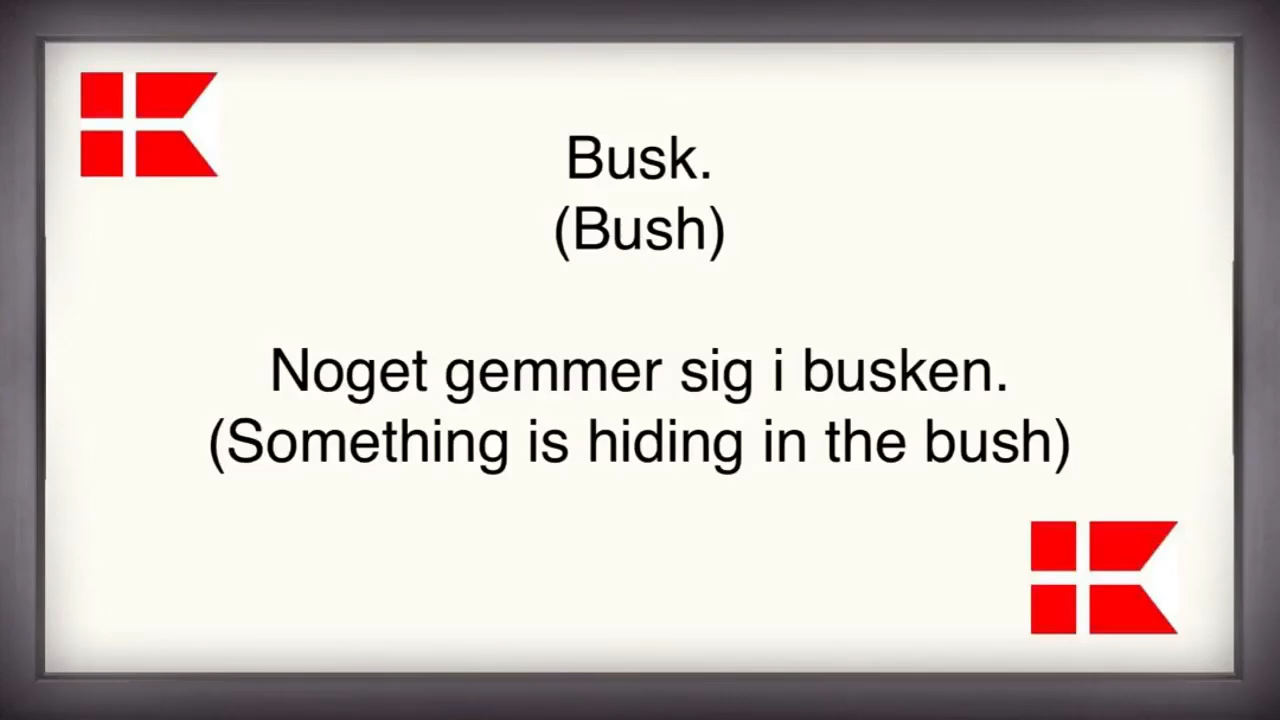 Busk.
(Bush)
Noget gemmer sig i busken.
(Something is hiding in the bush)